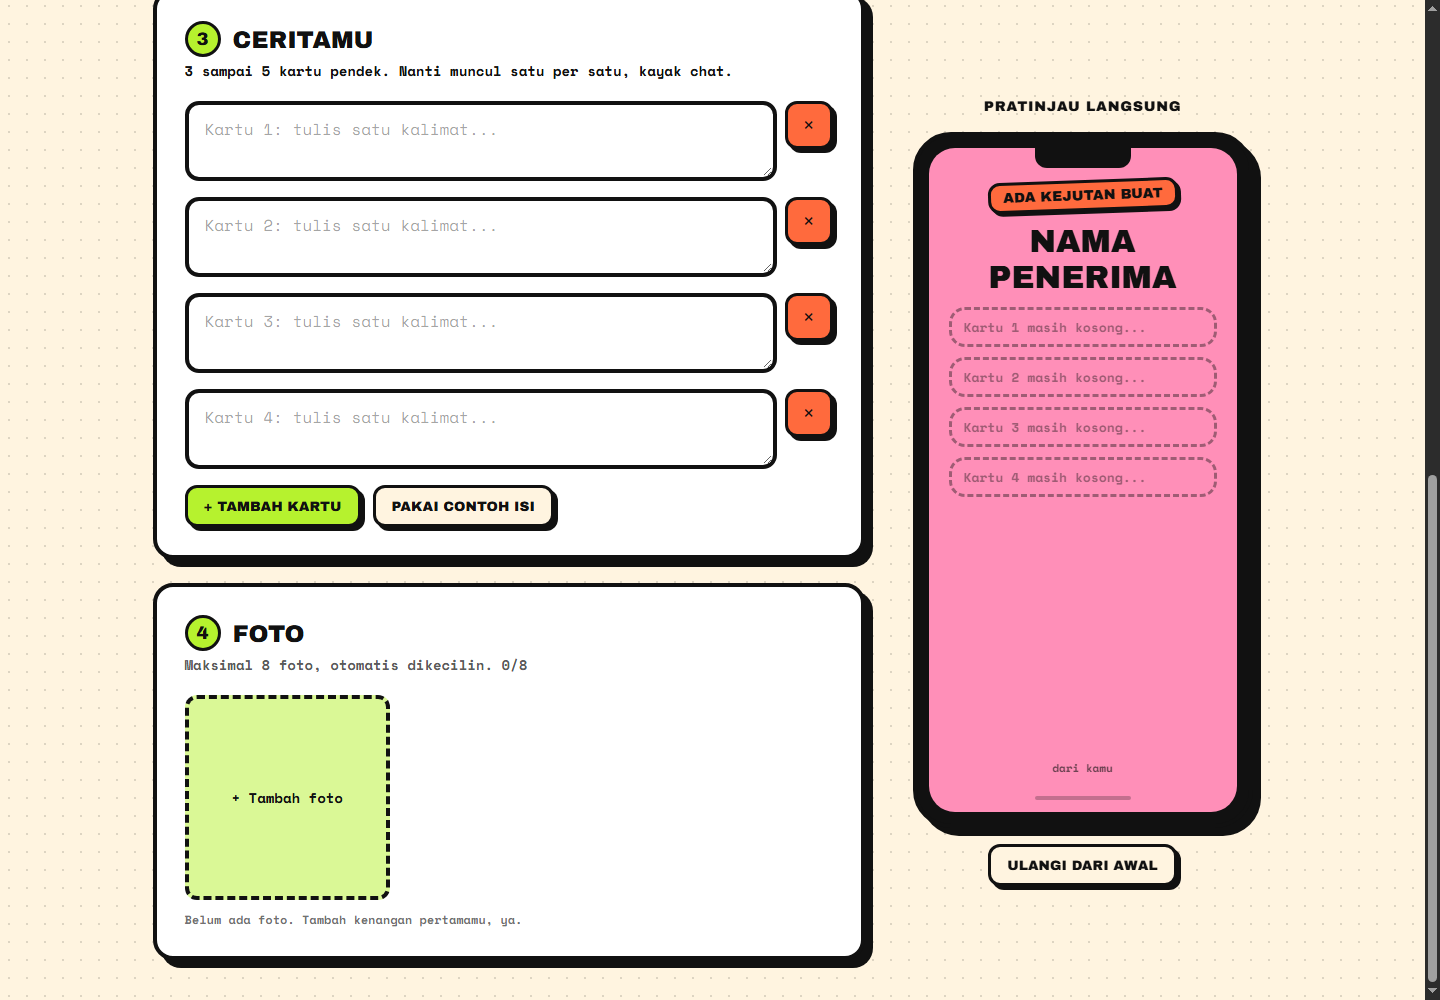 3 CERITAMU
3 sampai 5 kartu pendek. Nanti muncul satu per satu, kayak chat.
Kartu 1: tulis satu kalimat...
×
Kartu 2: tulis satu kalimat...
×
Kartu 3: tulis satu kalimat...
×
Kartu 4: tulis satu kalimat...
×
+ TAMBAH KARTU
PAKAI CONTOH ISI
4 FOTO
Maksimal 8 foto, otomatis dikecilin. 0/8
+ Tambah foto
Belum ada foto. Tambah kenangan pertamamu, ya.
PRATINJAU LANGSUNG
ADA KEJUTAN BUAT
NAMA
PENERIMA
Kartu 1 masih kosong...
Kartu 2 masih kosong...
Kartu 3 masih kosong...
Kartu 4 masih kosong...
dari kamu
ULANGI DARI AWAL